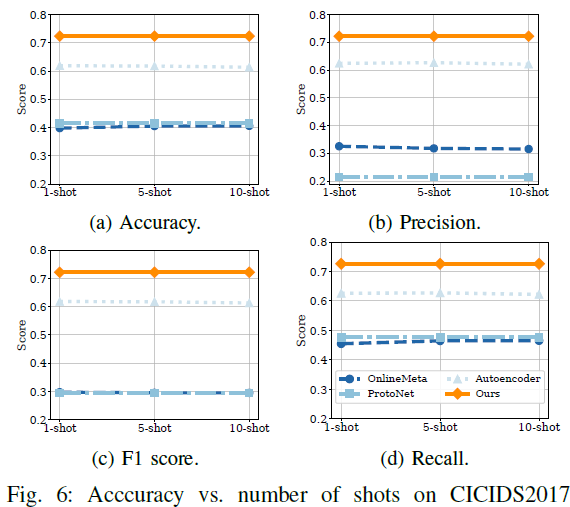 0.8
0.7
0.6
0.5
0.4
0.3
0.2
Score
1-shot 5-shot 10-shot
(a) Accuracy.
0.8
0.7
0.6
0.5
0.4
0.3
0.2
Score
1-shot 5-shot 10-shot
(b) Precision.
0.8
0.7
0.6
0.5
0.4
0.3
0.2
Score
1-shot 5-shot 10-shot
(c) F1 score.
0.8
0.7
0.6
0.5
0.4
0.3
0.2
Score
OnlineMeta Autoencoder
ProtoNet Ours
1-shot 5-shot 10-shot
(d) Recall.
Fig. 6: Acccuracy vs. number of shots on CICIDS2017